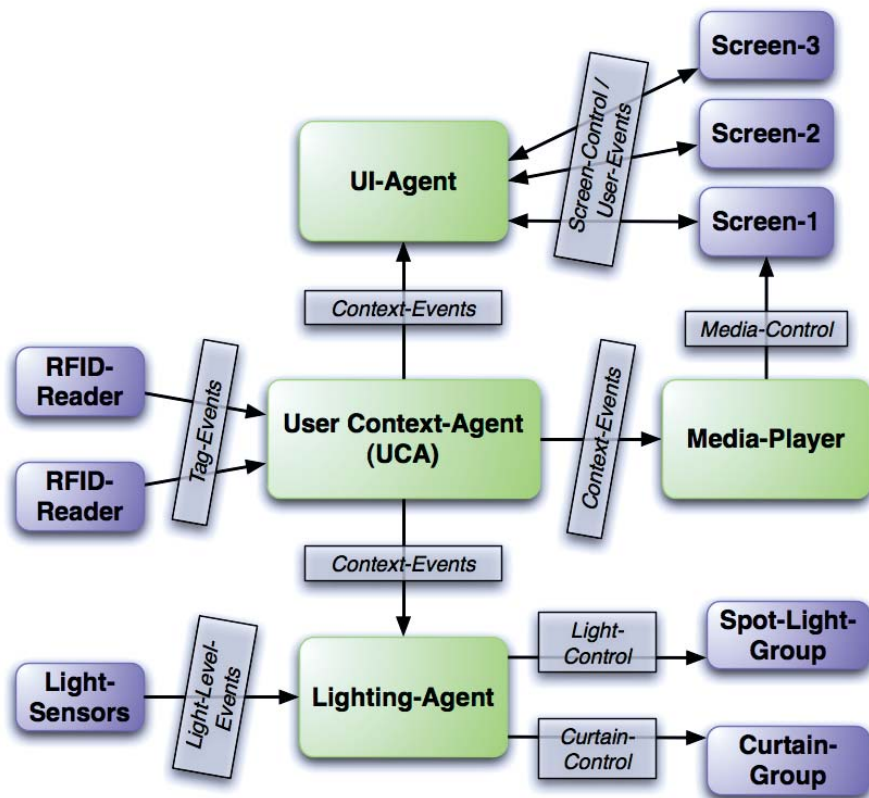 Screen-3
Screen-2
Screen-1
UI-Agent
Screen-Control /
User-Events
Context-Events
Media-Control
RFID-
Reader
RFID-
Reader
Tag-Events
User Context-Agent
(UCA)
Context-Events
Media-Player
Context-Events
Light-
Sensors
Light-Level-
Events
Lighting-Agent
Light-
Control
Spot-Light-
Group
Curtain-
Control
Curtain-
Group